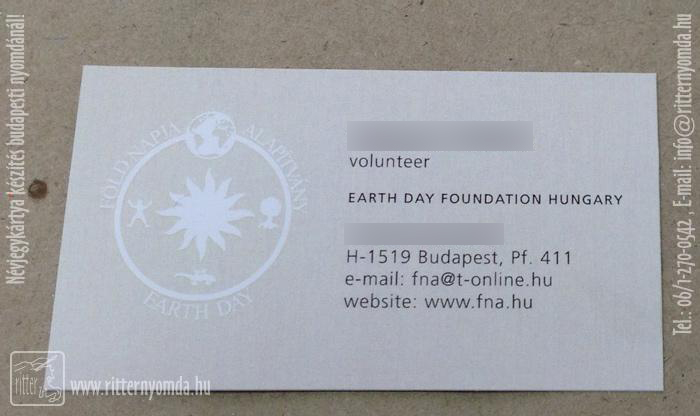 FÖLD NAPJA ALAPÍTVÁNY
EARTH DAY
volunteer
EARTH DAY FOUNDATION HUNGARY
H-1519 Budapest, Pf. 411
e-mail: fna@t-online.hu
website: www.fna.hu
Névjegykártya készítés budapesti nyomdánál!
Tel.: 06/1-270-0542. E-mail: info@ritternyomda.hu
ritter
www.ritternyomda.hu